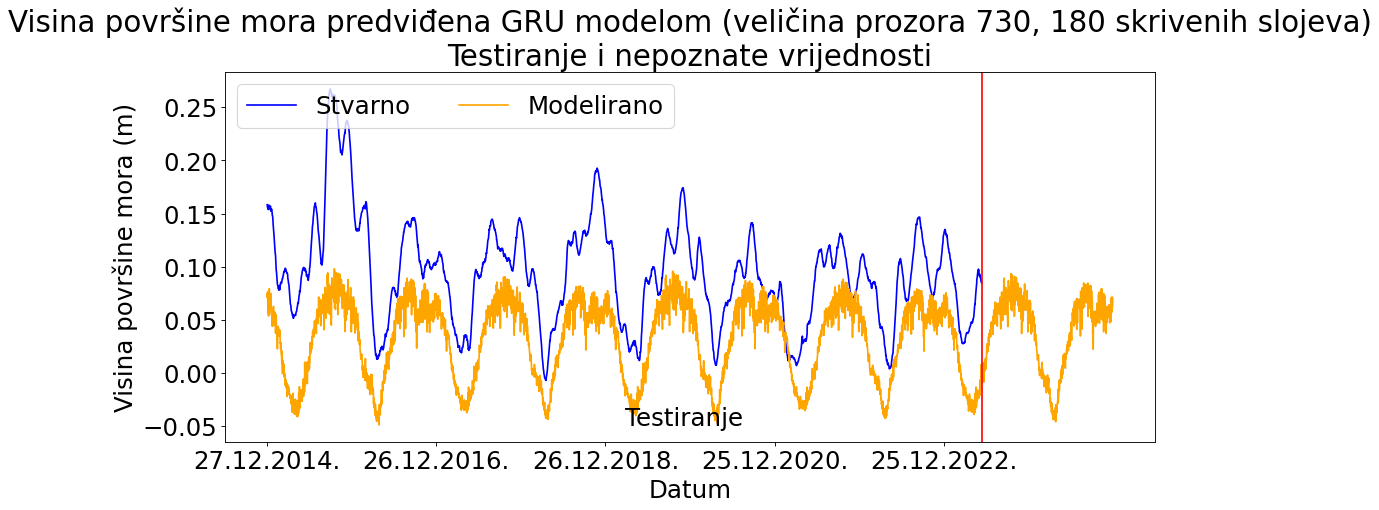 Visina površine mora predviđena GRU modelom (veličina prozora 730, 180 skrivenih slojeva)
Testiranje i nepoznate vrijednosti
Stvarno Modelirano
Visina površine mora (m)
0.25
0.20
0.15
0.10
0.05
0.00
−0.05
Testiranje
27.12.2014. 26.12.2016. 26.12.2018. 25.12.2020. 25.12.2022.
Datum